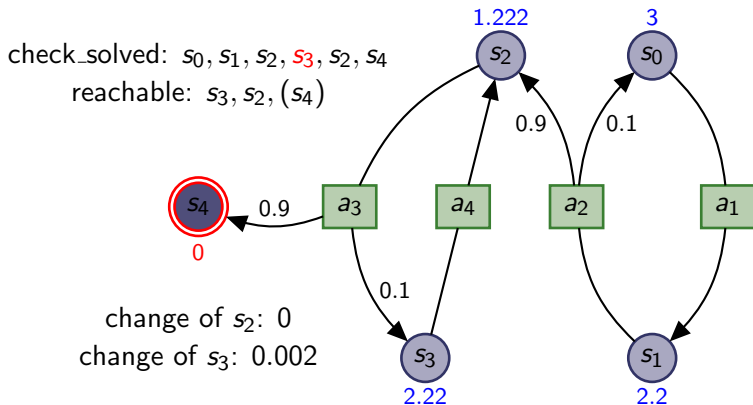 1.222
3
check_solved: s0, s1, s2, s3, s2, s4
reachable: s3, s2, (s4)
s2
s0
0.9
0.1
s4
0.9
a3
a4
a2
a1
0
0.1
change of s2: 0
change of s3: 0.002
s3
s1
2.22
2.2